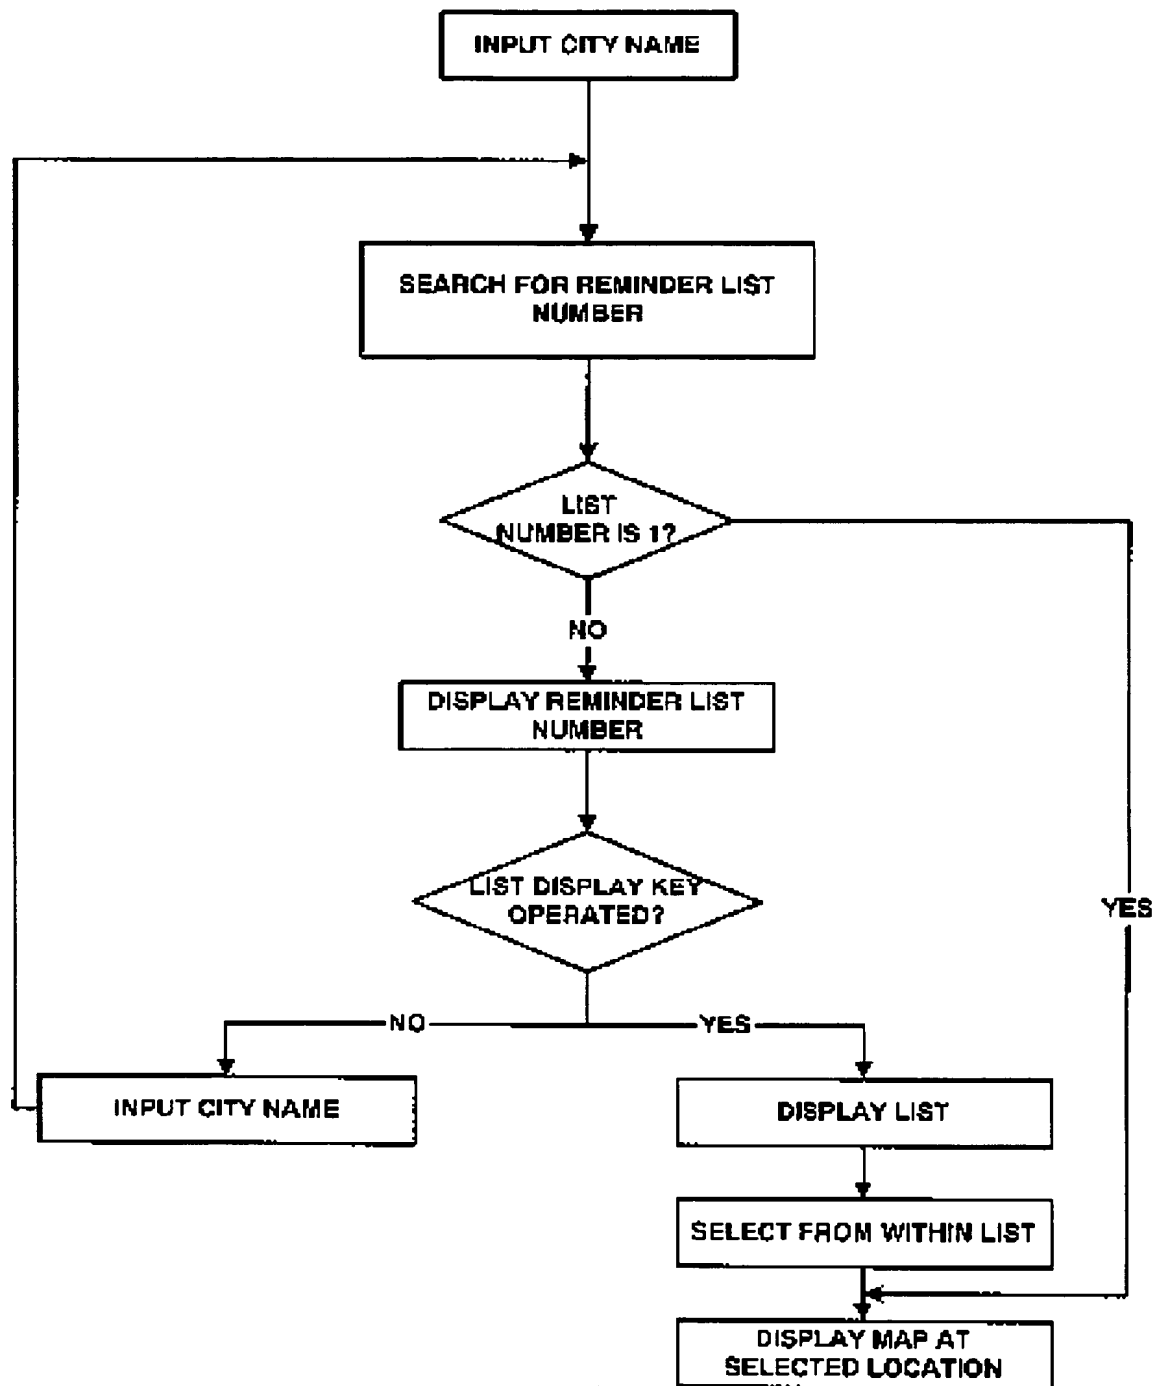 INPUT CITY NAME
SEARCH FOR REMINDER LIST
NUMBER
LIST
NUMBER IS 1?
NO
DISPLAY REMINDER LIST
NUMBER
LIST DISPLAY KEY
OPERATED?
YES
NO
YES
INPUT CITY NAME
DISPLAY LIST
SELECT FROM WITHIN LIST
DISPLAY MAP AT
SELECTED LOCATION